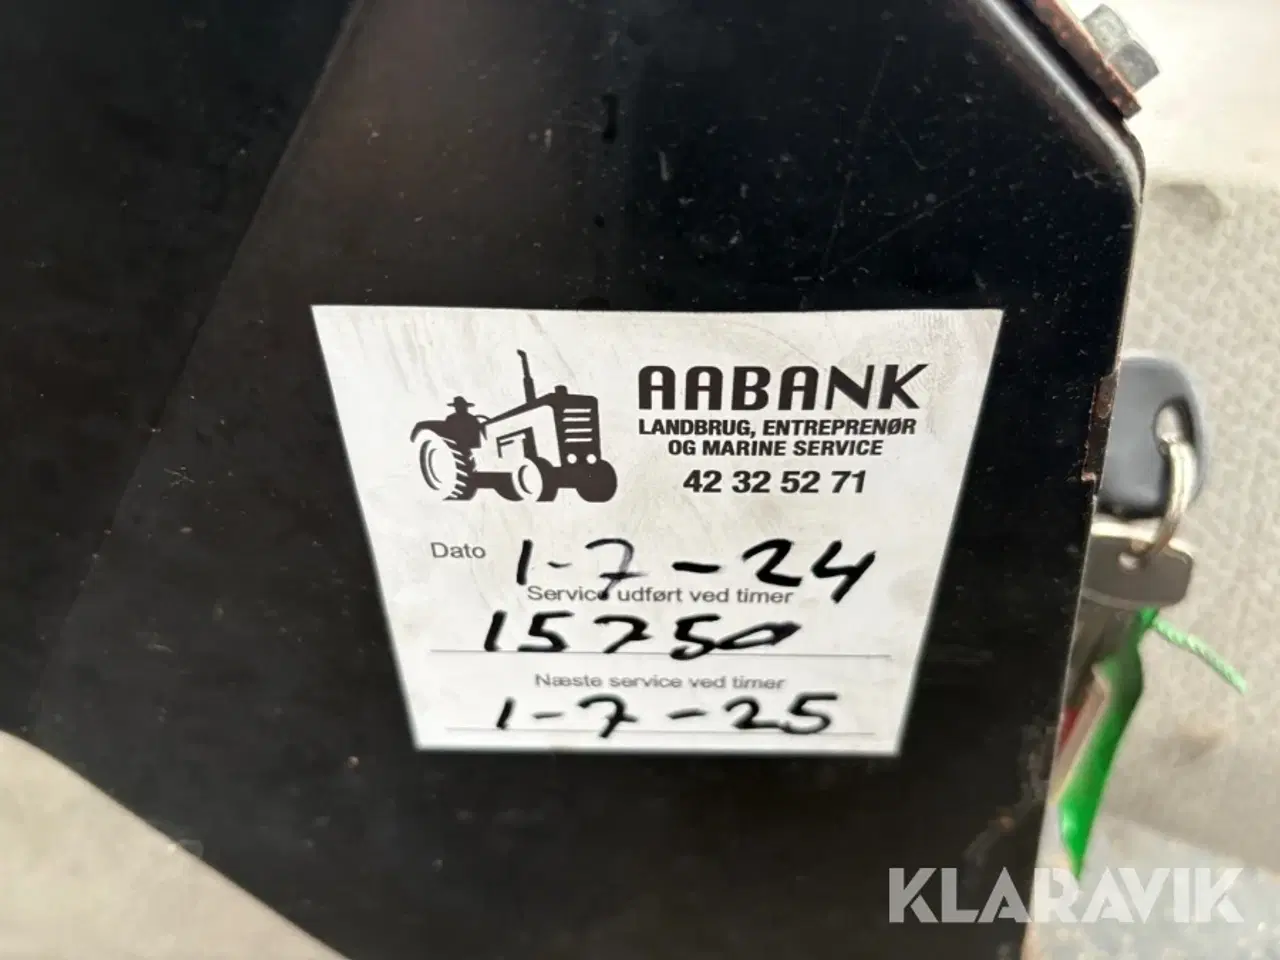 AABANK
LANDBRUG, ENTREPRENØR
OG MARINE SERVICE
42 32 52 71
Dato 1-7-24
Service udført ved timer
15750
Næste service ved timer
1-7-25
KLARAVIK